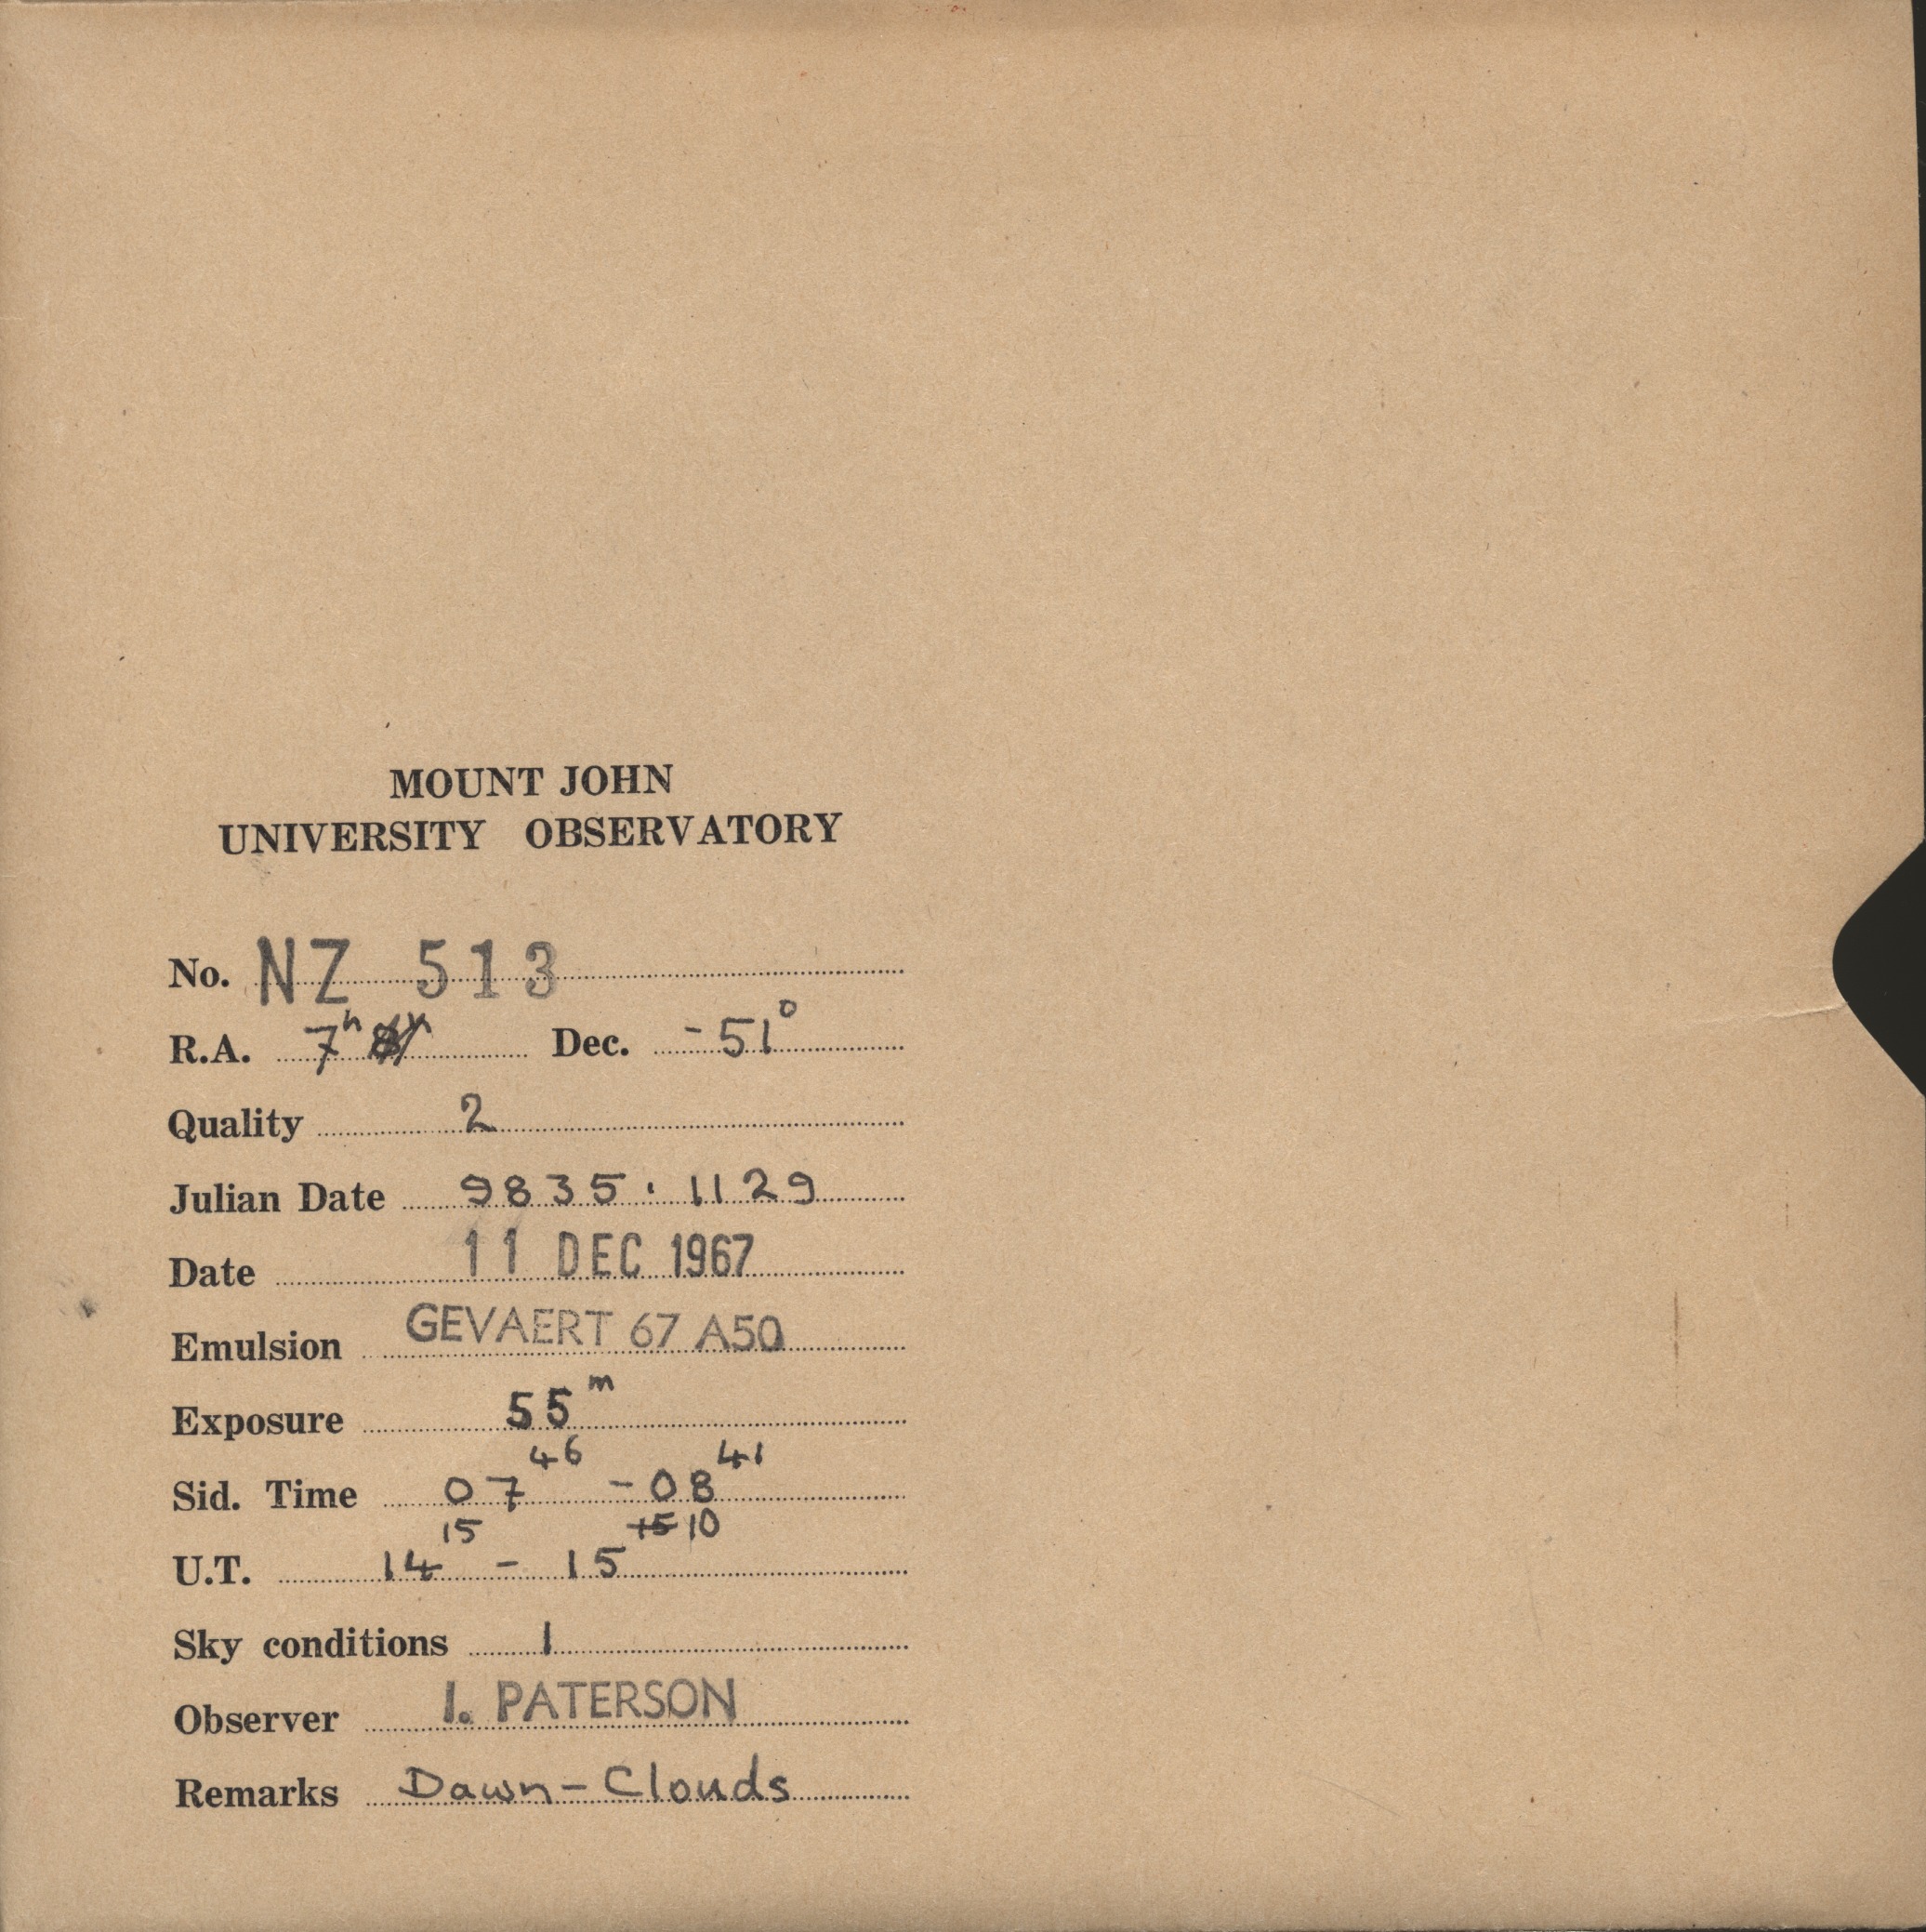 MOUNT JOHN
UNIVERSITY OBSERVATORY
No. NZ 513
R.A. 7h Dec. -51°
Quality 2
Julian Date 9835.1129
Date 11 DEC 1967
Emulsion GEVAERT 67 A50
Exposure 55m
Sid. Time 07 46 - 08 41
U.T. 14 15 - 15 10
Sky conditions 1
Observer I. PATERSON
Remarks Dawn-Clouds